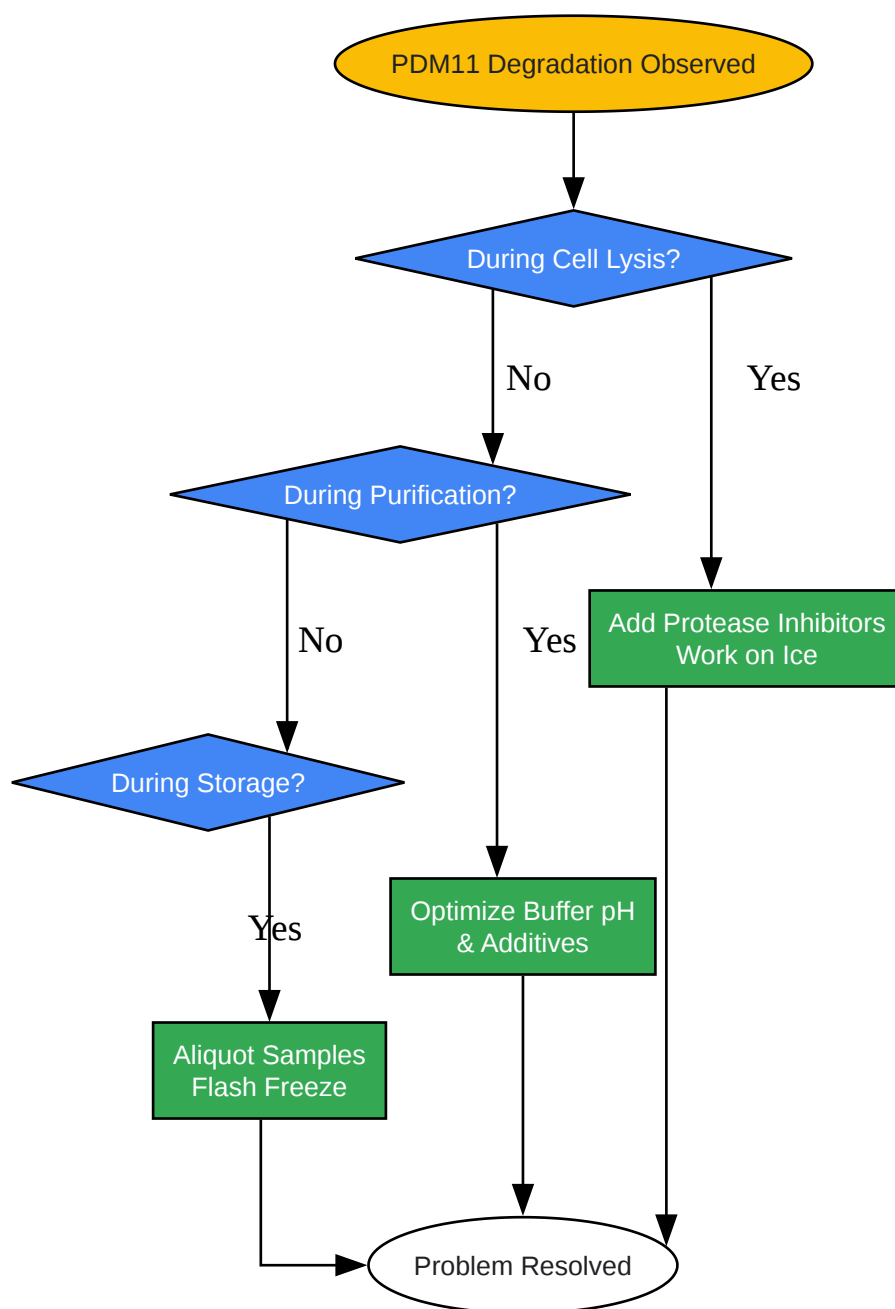 PDM11 Degradation Observed
During Cell Lysis?
No
Yes
During Purification?
No
Yes
Add Protease Inhibitors
Work on Ice
During Storage?
Optimize Buffer pH
& Additives
Yes
Aliquot Samples
Flash Freeze
Problem Resolved